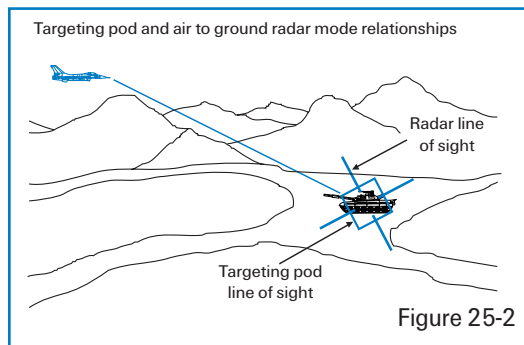 Targeting pod and air to ground radar mode relationships
Radar line
of sight
Targeting pod
line of sight
Figure 25-2